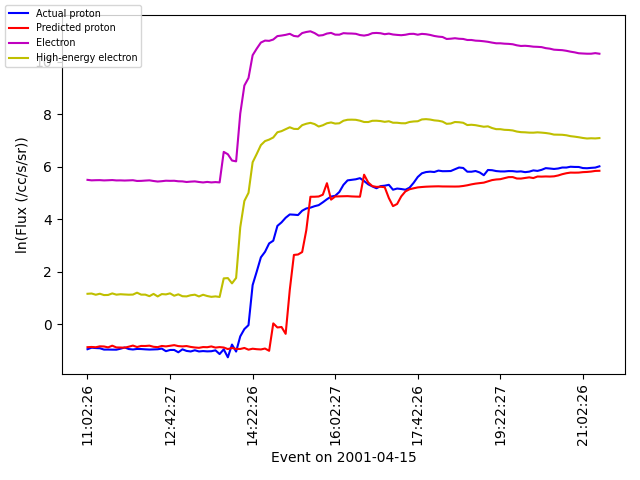 Actual proton
Predicted proton
Electron
High-energy electron
8
6
4
2
0
ln(Flux (/cc/s/sr))
11:02:26
12:42:27
14:22:26
16:02:27
17:42:26
19:22:27
21:02:26
Event on 2001-04-15